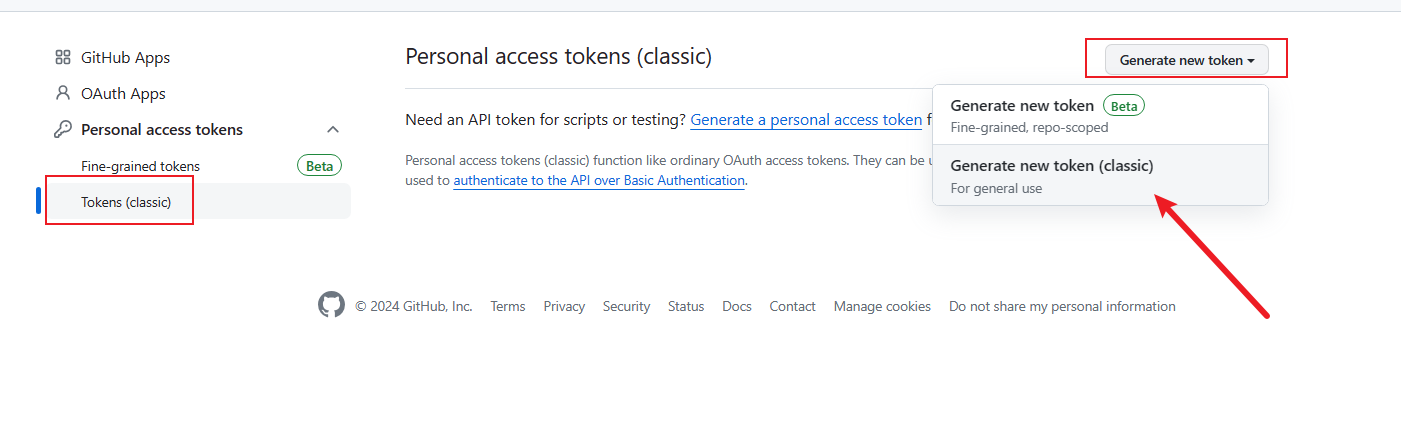 GitHub Apps
OAuth Apps
Personal access tokens
Fine-grained tokens Beta
Tokens (classic)
Personal access tokens (classic)
Generate new token
Need an API token for scripts or testing? Generate a personal access token f
Personal access tokens (classic) function like ordinary OAuth access tokens. They can be u
used to authenticate to the API over Basic Authentication.
Generate new token Beta
Fine-grained, repo-scoped
Generate new token (classic)
For general use
© 2024 GitHub, Inc. Terms Privacy Security Status Docs Contact Manage cookies Do not share my personal information